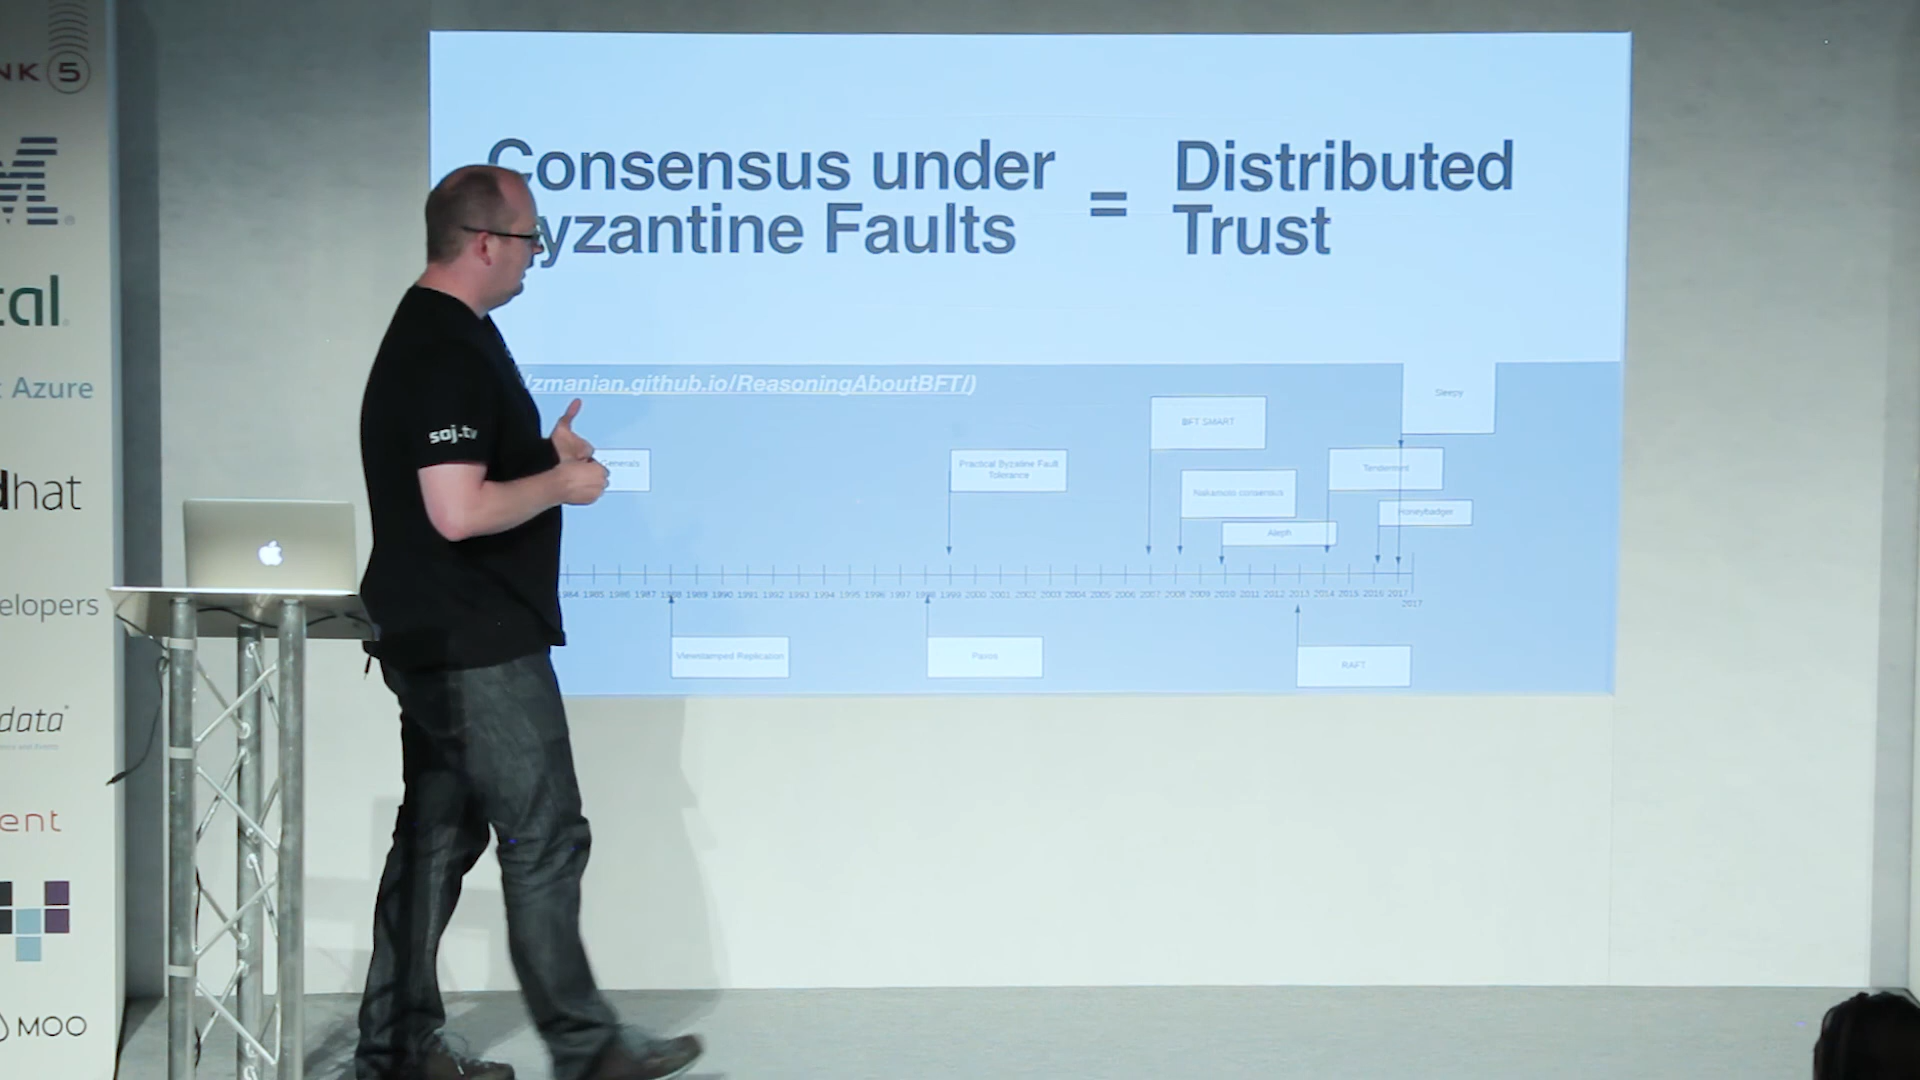 NK 5
M
®
tal
Azure
dhat
elopers
data
ent
MOO
soj.tv
Consensus under
Byzantine Faults
=
Distributed
Trust
/zmanian.github.io/ReasoningAboutBFT/)
Sleepy
BFT SMART
Generals
Practical Byzatine Fault
Tolerance
Tendermint
Nakamoto consensus
Honeybadger
Aleph
1984 1985 1986 1987 1988 1989 1990 1991 1992 1993 1994 1995 1996 1997 1998 1999 2000 2001 2002 2003 2004 2005 2006 2007 2008 2009 2010 2011 2012 2013 2014 2015 2016 2017
2017
Viewstamped Replication
Paxos
RAFT